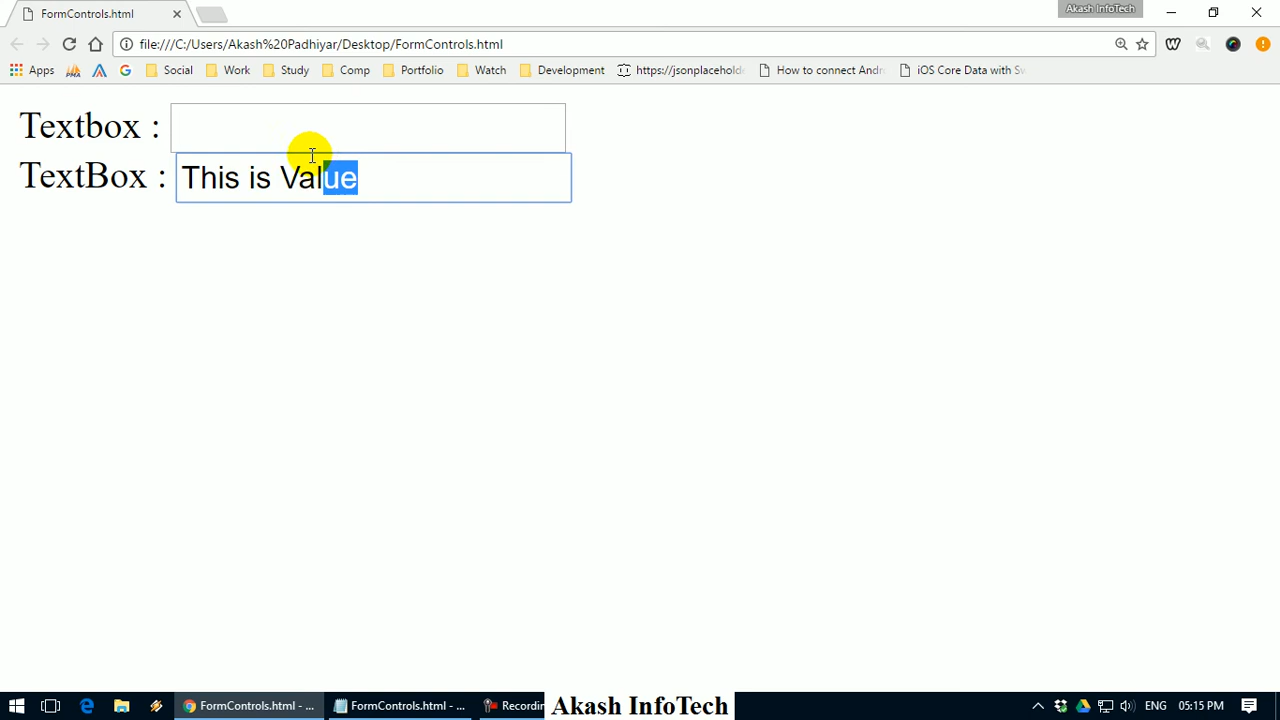 FormControls.html
Akash InfoTech
file:///C:/Users/Akash%20Padhiyar/Desktop/FormControls.html
Apps
Social
Work
Study
Comp
Portfolio
Watch
Development
https://jsonplacehold
How to connect Andr
iOS Core Data with Sw
Textbox :
TextBox : This is Value
FormControls.html - ...
FormControls.html - ...
Recordin
Akash InfoTech
ENG
05:15 PM